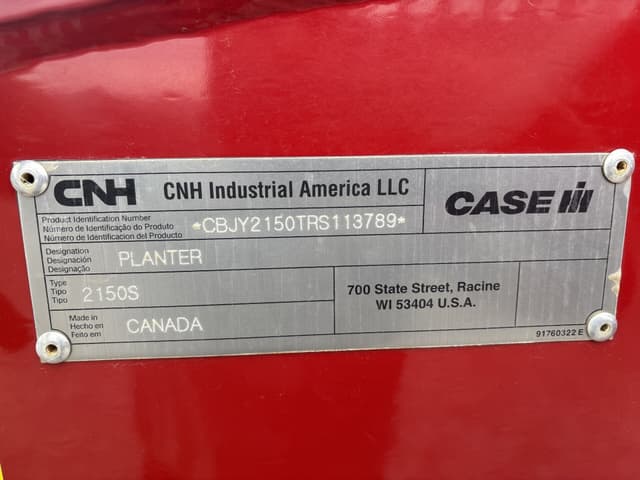 CNH CNH Industrial America LLC
CASE IH
Product Identification Number
Número de Identificação do Produto
Número de Identificacion del Producto
*CBJY2150TRS113789*
Designation
Designación
Designação
PLANTER
Type
Tipo
Tipo
2150S
700 State Street, Racine
WI 53404 U.S.A.
Made in
Hecho en
Feito em
CANADA
91760322 E